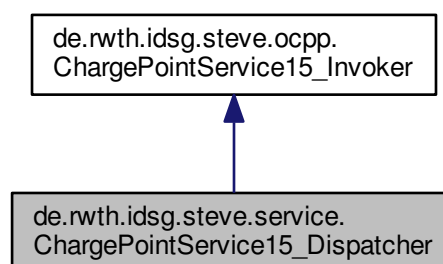 de.rwth.idsg.steve.ocpp.
ChargePointService15_Invoker
de.rwth.idsg.steve.service.
ChargePointService15_Dispatcher